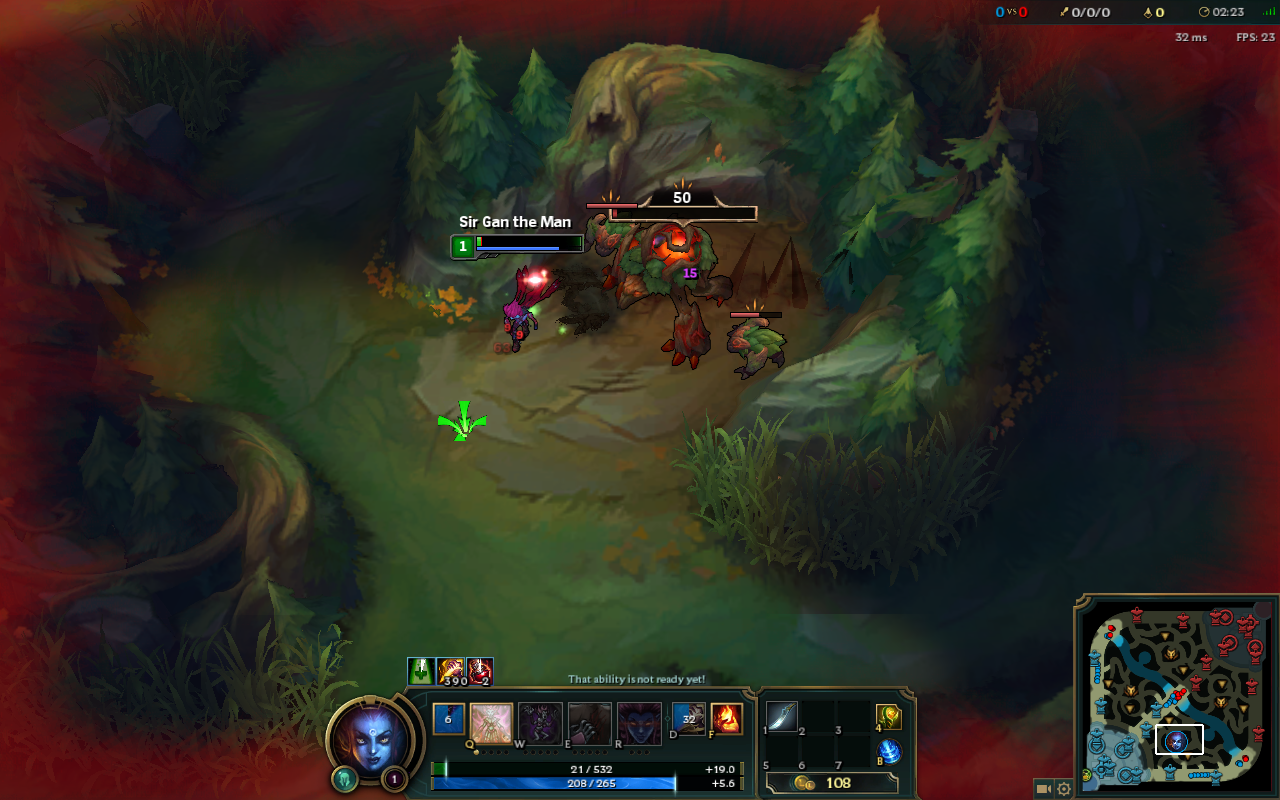 0 vs 0 0/0/0 0 02:23
32 ms FPS: 23
50
Sir Gan the Man
1
15
9
390 -2
That ability is not ready yet!
6 32
Q W E R D F
1 2 3 4
5 6 7 B
1
21 / 532 +19.0
208 / 265 +5.6
108